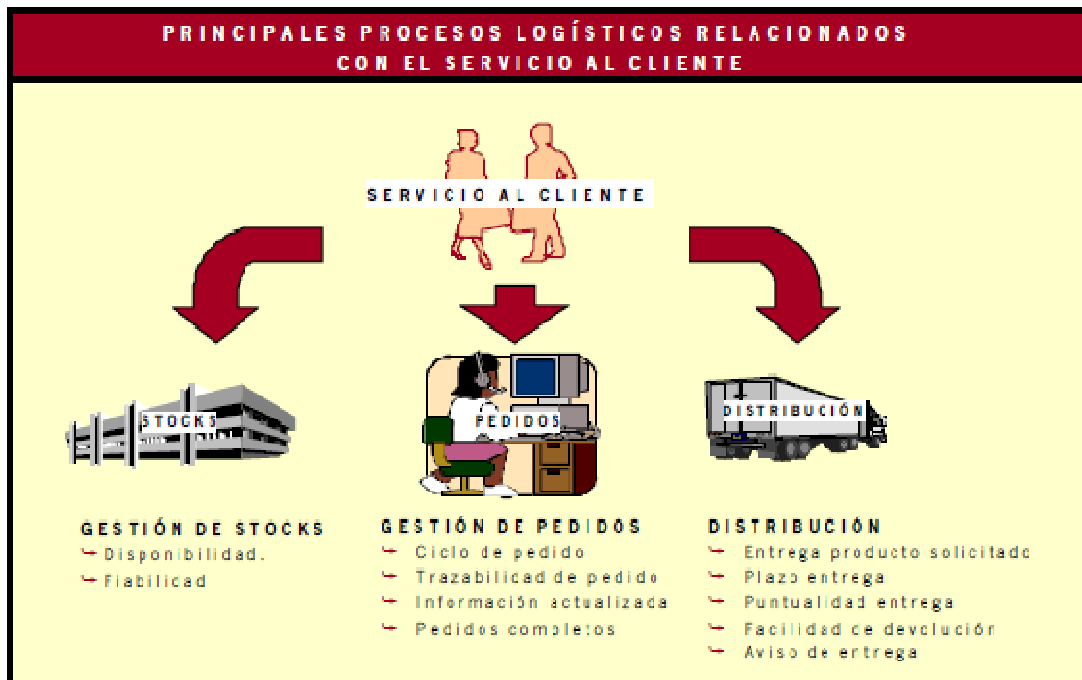 PRINCIPALES PROCESOS LOGÍSTICOS RELACIONADOS
CON EL SERVICIO AL CLIENTE
SERVICIO AL CLIENTE
STOCKS
PEDIDOS
DISTRIBUCIÓN
GESTIÓN DE STOCKS
Disponibilidad.
Fiabilicad
GESTIÓN DE PEDIDOS
Ciclo de pedido
Trazabilicad de pedido
Información actualizada
Pedidos completos
DISTRIBUCIÓN
Entrega producto solicitado
Plazo entrega
Puntualidad entrega
Facilidad ce devolución
Aviso de entrega